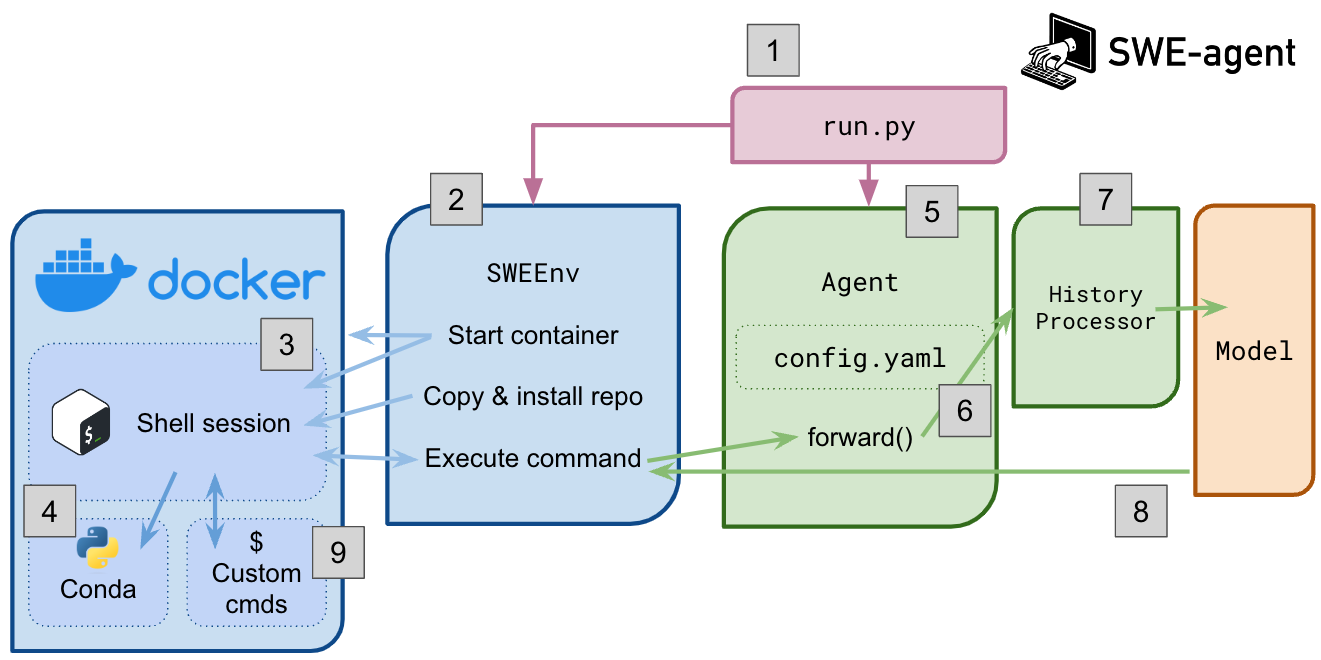 1
SWE-agent
run.py
2
5
7
docker
SWEEnv
Agent
History
Processor
Model
3
Start container
config.yaml
Shell session
$
Copy & install repo
6
forward()
Execute command
4
8
Conda
9
$
Custom
cmds